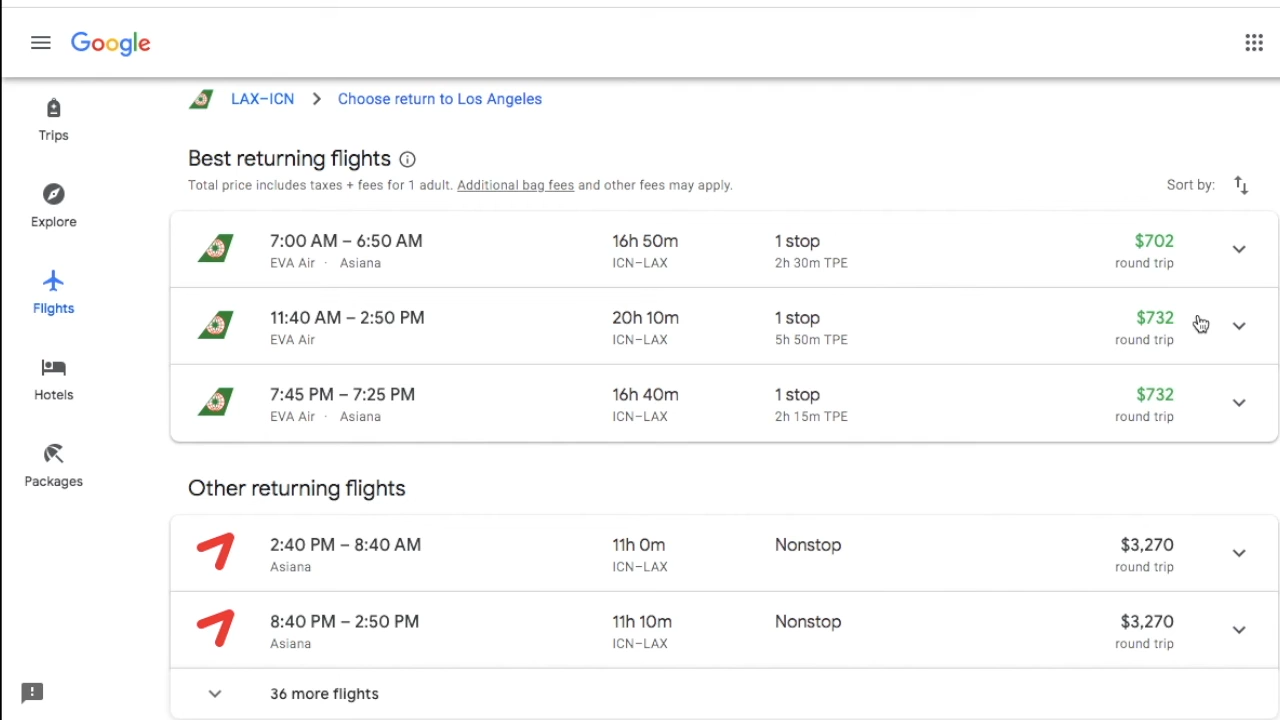 Google
LAX–ICN > Choose return to Los Angeles
Trips
Explore
Flights
Hotels
Packages
Best returning flights
Total price includes taxes + fees for 1 adult. Additional bag fees and other fees may apply.
Sort by:
7:00 AM – 6:50 AM 16h 50m 1 stop $702
EVA Air · Asiana ICN–LAX 2h 30m TPE round trip
11:40 AM – 2:50 PM 20h 10m 1 stop $732
EVA Air ICN–LAX 5h 50m TPE round trip
7:45 PM – 7:25 PM 16h 40m 1 stop $732
EVA Air · Asiana ICN–LAX 2h 15m TPE round trip
Other returning flights
2:40 PM – 8:40 AM 11h 0m Nonstop $3,270
Asiana ICN–LAX round trip
8:40 PM – 2:50 PM 11h 10m Nonstop $3,270
Asiana ICN–LAX round trip
36 more flights